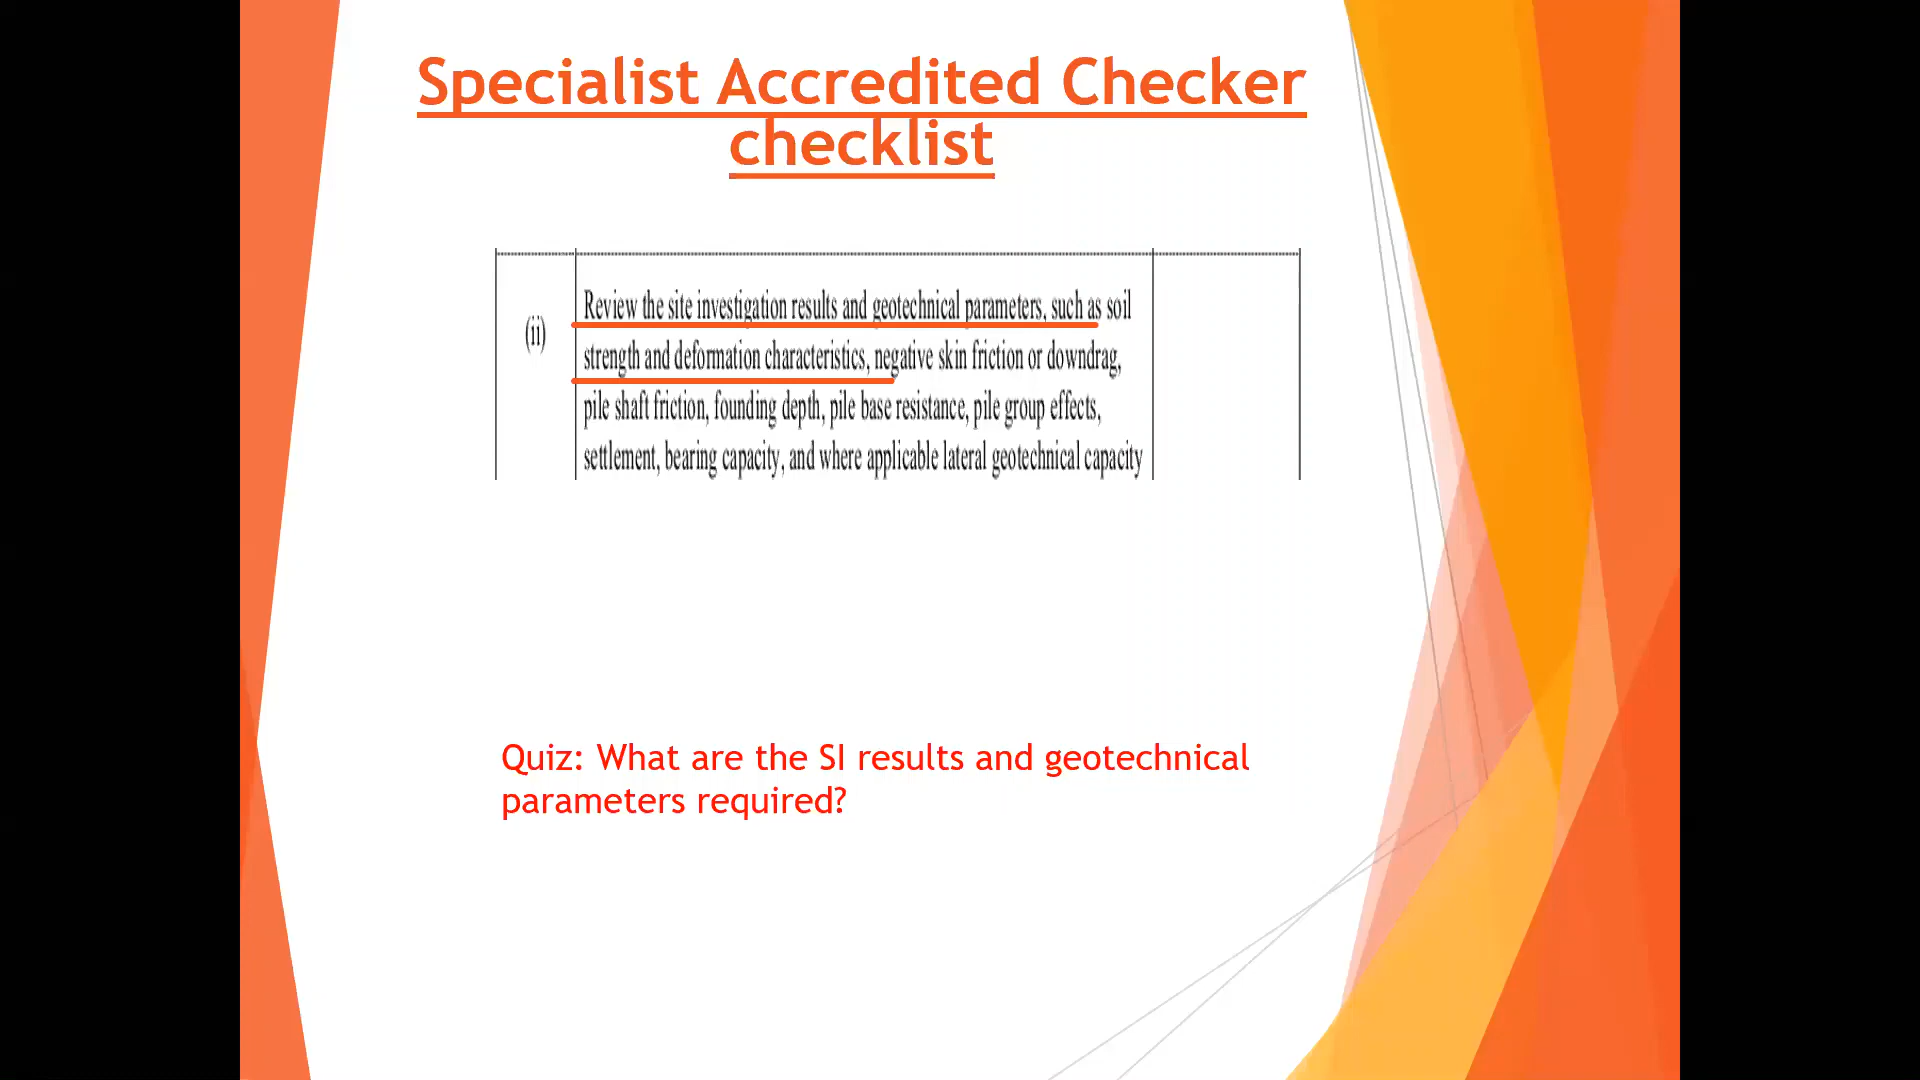 Specialist Accredited Checker
checklist
(ii)
Review the site investigation results and geotechnical parameters, such as soil
strength and deformation characteristics, negative skin friction or downdrag,
pile shaft friction, founding depth, pile base resistance, pile group effects,
settlement, bearing capacity, and where applicable lateral geotechnical capacity
Quiz: What are the SI results and geotechnical
parameters required?